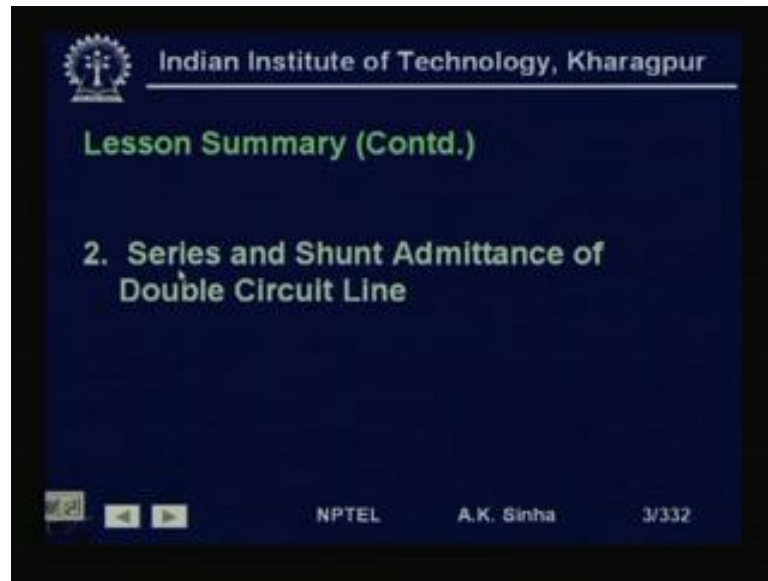 Indian Institute of Technology, Kharagpur
Lesson Summary (Contd.)
2. Series and Shunt Admittance of
Double Circuit Line
NPTEL A.K. Sinha 3/332